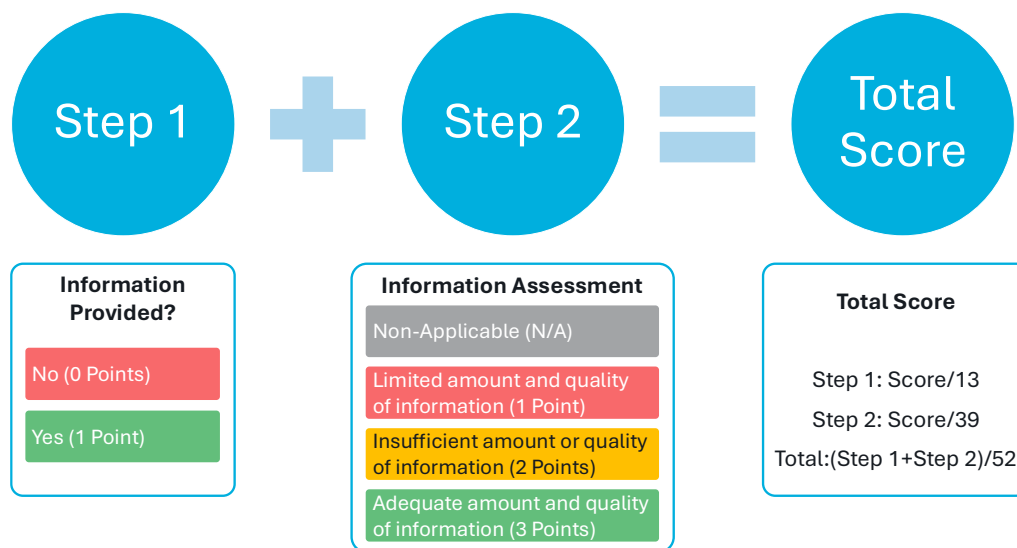 Step 1
Step 2
Total
Score
Information
Provided?
No (0 Points)
Yes (1 Point)
Information Assessment
Non-Applicable (N/A)
Limited amount and quality
of information (1 Point)
Insufficient amount or quality
of information (2 Points)
Adequate amount and quality
of information (3 Points)
Total Score
Step 1: Score/13
Step 2: Score/39
Total:(Step 1+Step 2)/52